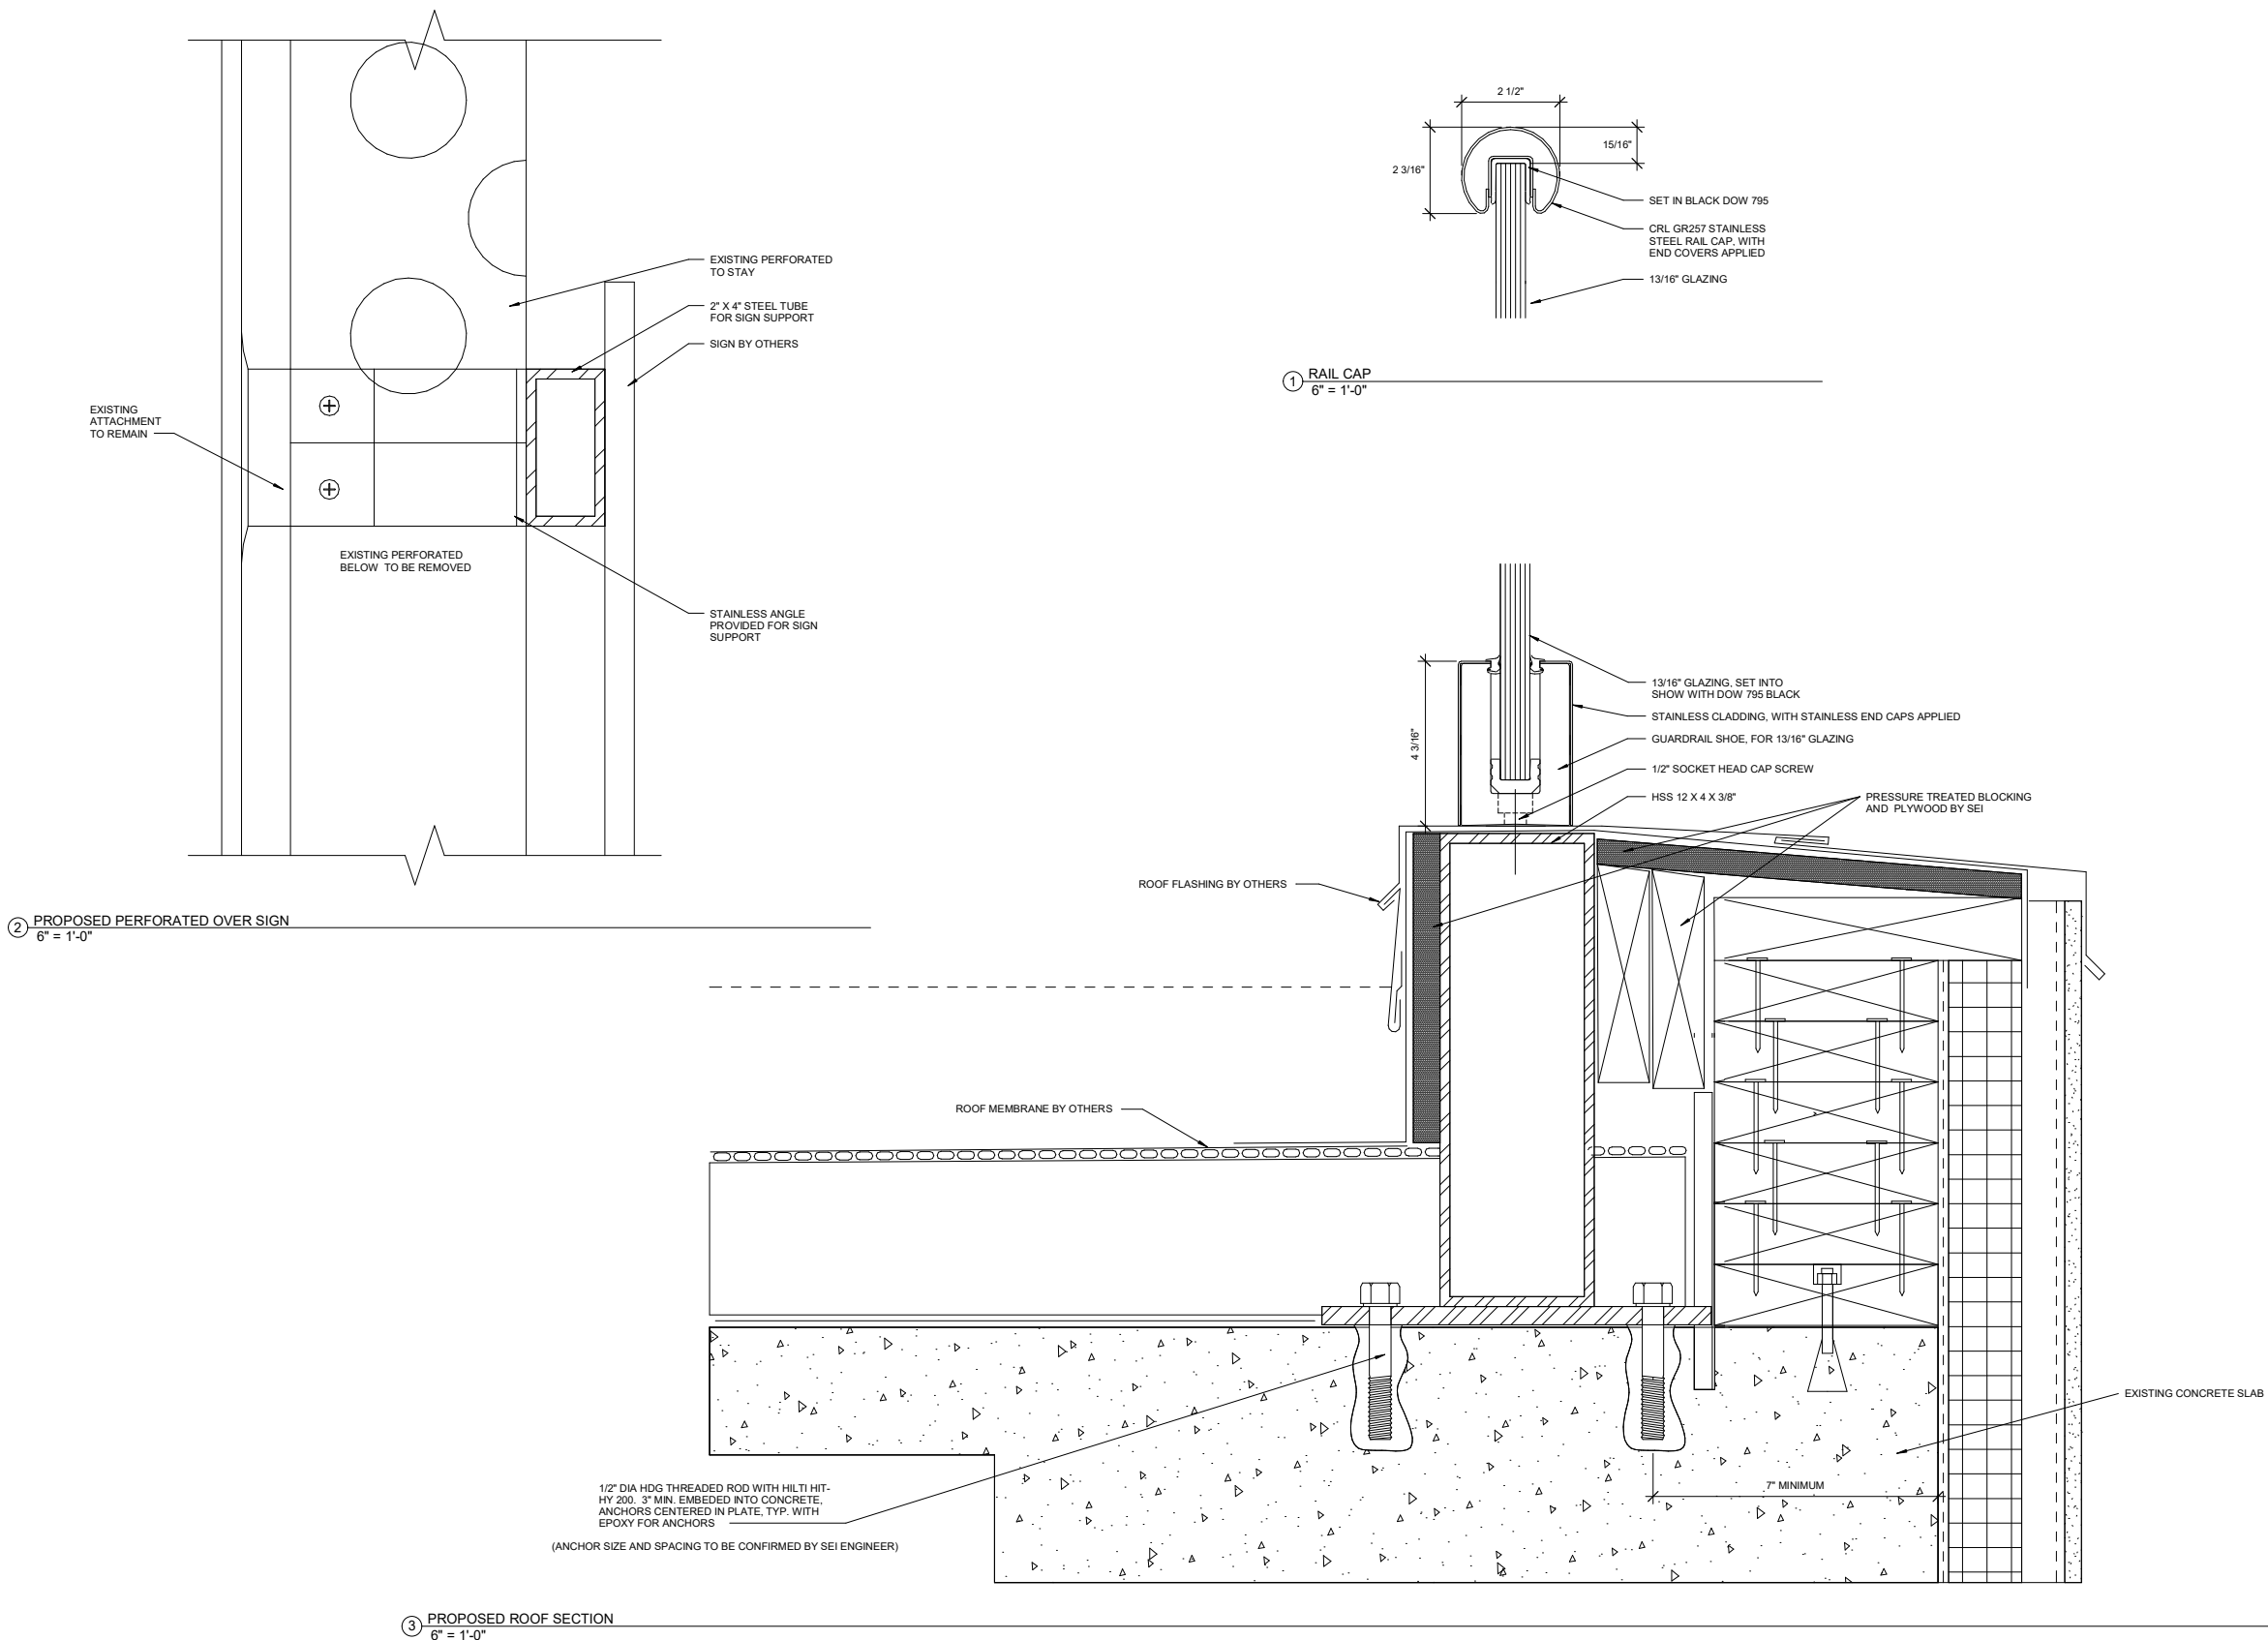 EXISTING PERFORATED
TO STAY
2" X 4" STEEL TUBE
FOR SIGN SUPPORT
SIGN BY OTHERS
EXISTING
ATTACHMENT
TO REMAIN
EXISTING PERFORATED
BELOW TO BE REMOVED
STAINLESS ANGLE
PROVIDED FOR SIGN
SUPPORT
2 PROPOSED PERFORATED OVER SIGN
6" = 1'-0"
2 1/2"
15/16"
2 3/16"
SET IN BLACK DOW 795
CRL GR257 STAINLESS
STEEL RAIL CAP, WITH
END COVERS APPLIED
13/16" GLAZING
1 RAIL CAP
6" = 1'-0"
13/16" GLAZING, SET INTO
SHOW WITH DOW 795 BLACK
STAINLESS CLADDING, WITH STAINLESS END CAPS APPLIED
GUARDRAIL SHOE, FOR 13/16" GLAZING
1/2" SOCKET HEAD CAP SCREW
HSS 12 X 4 X 3/8"
PRESSURE TREATED BLOCKING
AND PLYWOOD BY SEI
4 3/16"
ROOF FLASHING BY OTHERS
ROOF MEMBRANE BY OTHERS
EXISTING CONCRETE SLAB
7" MINIMUM
1/2" DIA HDG THREADED ROD WITH HILTI HIT-
HY 200. 3" MIN. EMBEDED INTO CONCRETE,
ANCHORS CENTERED IN PLATE, TYP. WITH
EPOXY FOR ANCHORS
(ANCHOR SIZE AND SPACING TO BE CONFIRMED BY SEI ENGINEER)
3 PROPOSED ROOF SECTION
6" = 1'-0"